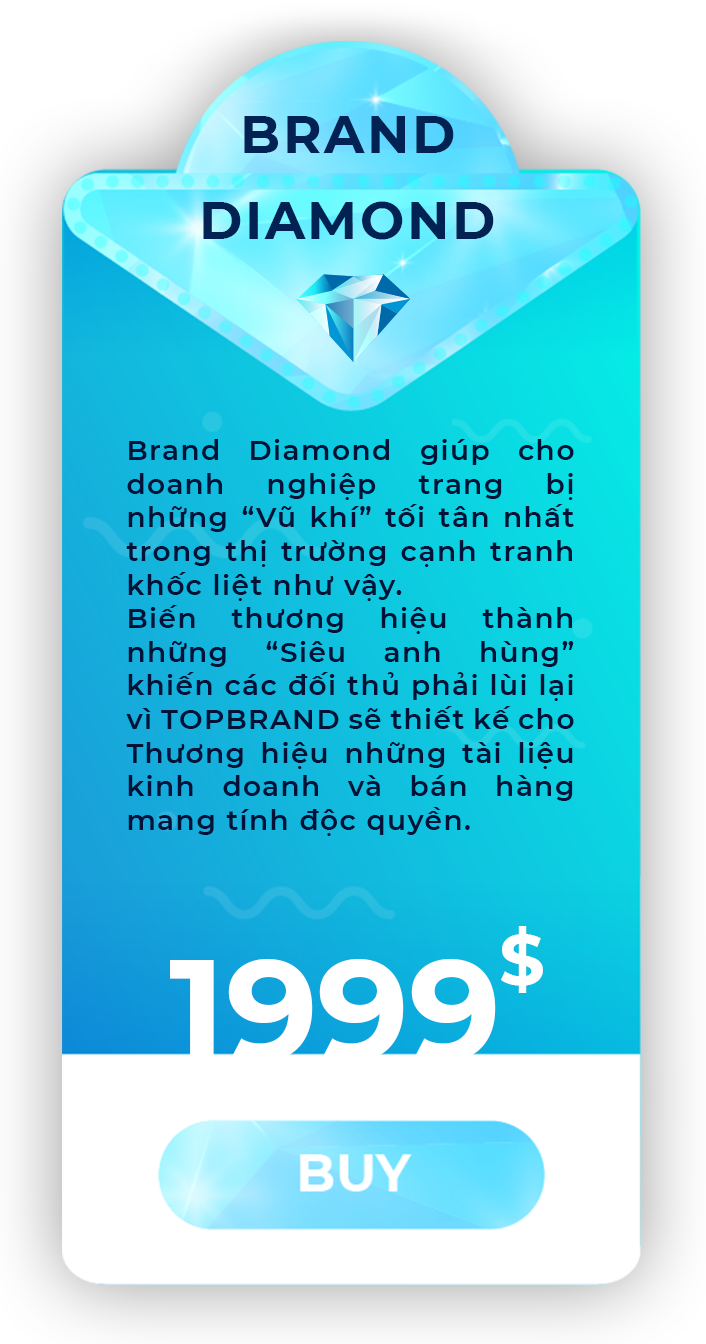 BRAND
DIAMOND
Brand Diamond giúp cho
doanh nghiệp trang bị
những “Vũ khí” tối tân nhất
trong thị trường cạnh tranh
khốc liệt như vậy.
Biến thương hiệu thành
những “Siêu anh hùng”
khiến các đối thủ phải lùi lại
vì TOPBRAND sẽ thiết kế cho
Thương hiệu những tài liệu
kinh doanh và bán hàng
mang tính độc quyền.
1999$
BUY